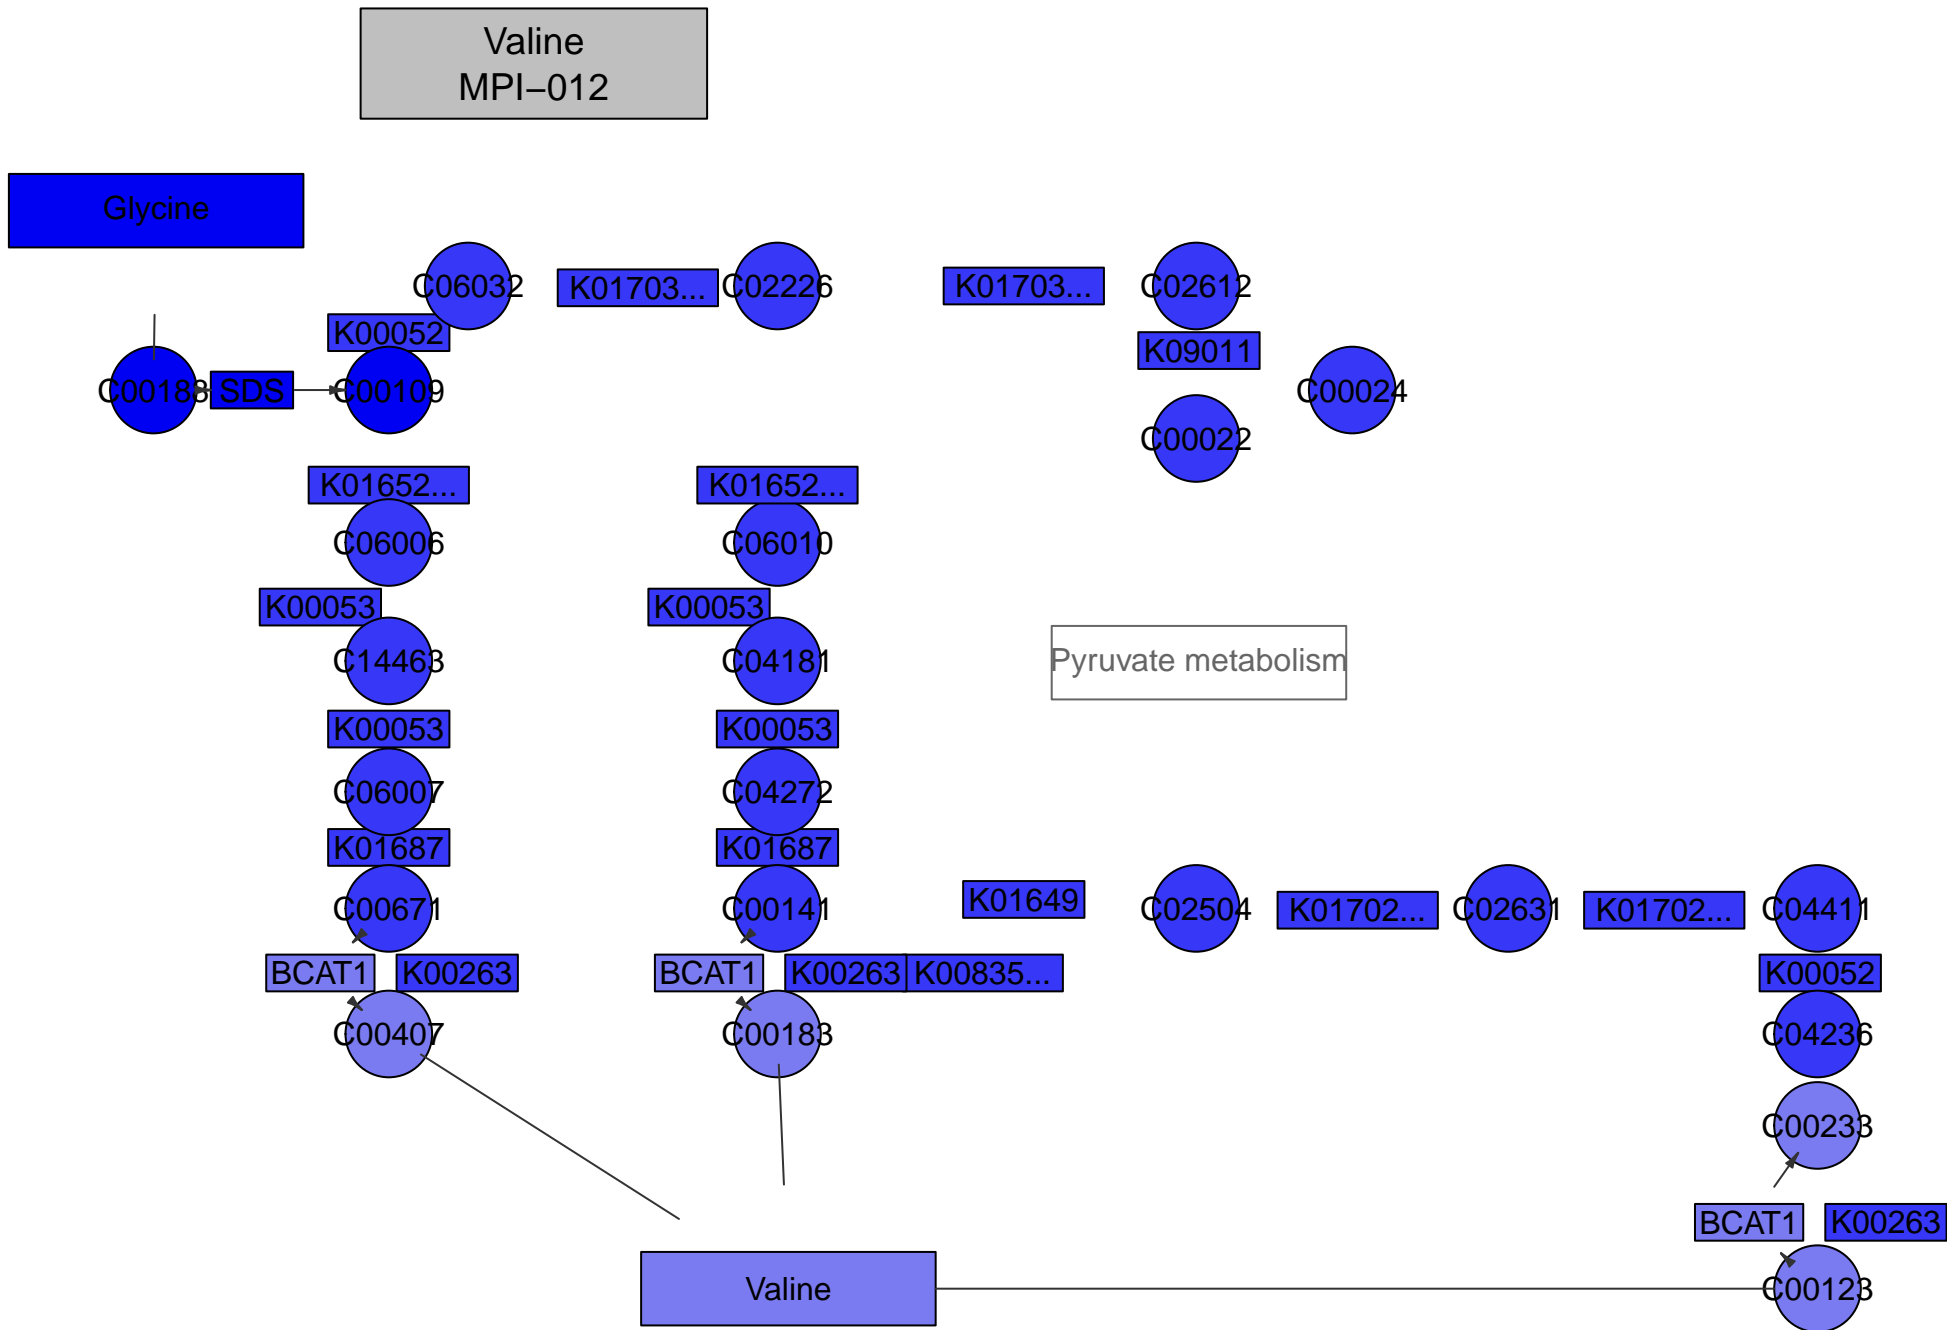 Valine
MPI−012
Glycine
C06032
K01703...
C02226
K01703...
C02612
K00052
K09011
C00188
SDS
C00109
C00024
C00022
K01652...
K01652...
C06006
C06010
K00053
K00053
C14463
C04181
Pyruvate metabolism
K00053
K00053
C06007
C04272
K01687
K01687
C00671
C00141
K01649
C02504
K01702...
C02631
K01702...
C04411
BCAT1
K00263
BCAT1
K00263
K00835...
K00052
C00407
C00183
C04236
C00233
BCAT1
K00263
Valine
C00123